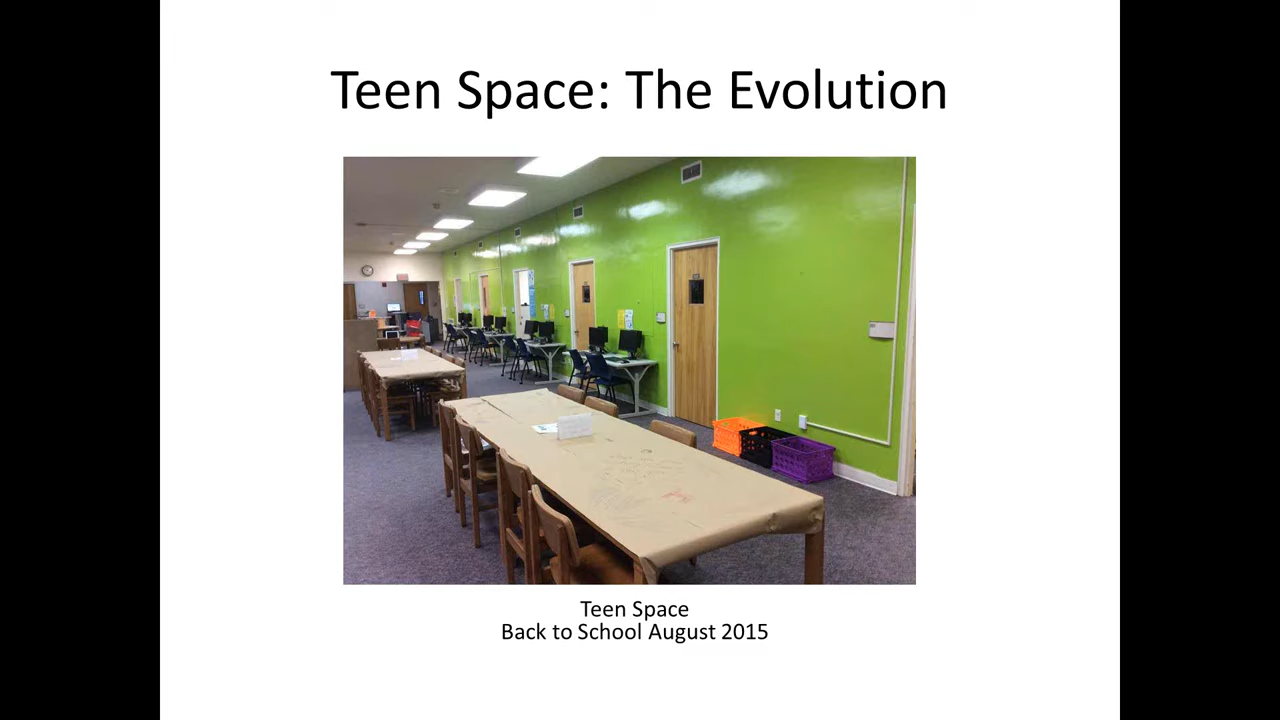 Teen Space: The Evolution
Teen Space
Back to School August 2015